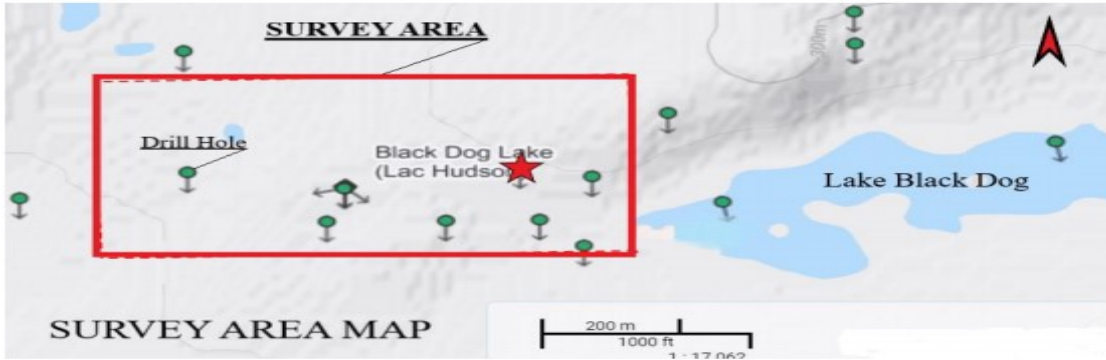 SURVEY AREA
300m
Drill Hole
Black Dog Lake
(Lac Hudson
Lake Black Dog
SURVEY AREA MAP
200 m
1000 ft
1 : 17,062